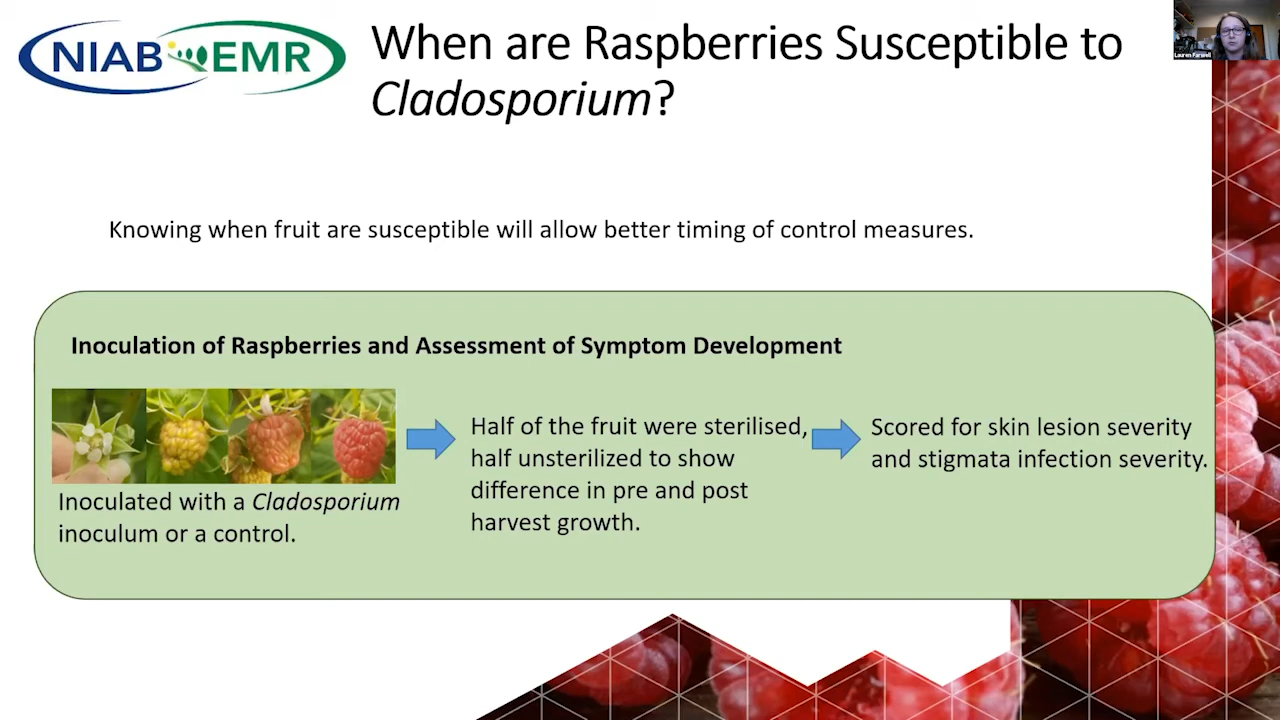 NIAB EMR
When are Raspberries Susceptible to
Cladosporium?
Lauren Farwell
Knowing when fruit are susceptible will allow better timing of control measures.
Inoculation of Raspberries and Assessment of Symptom Development
Inoculated with a Cladosporium
inoculum or a control.
Half of the fruit were sterilised,
half unsterilized to show
difference in pre and post
harvest growth.
Scored for skin lesion severity
and stigmata infection severity.